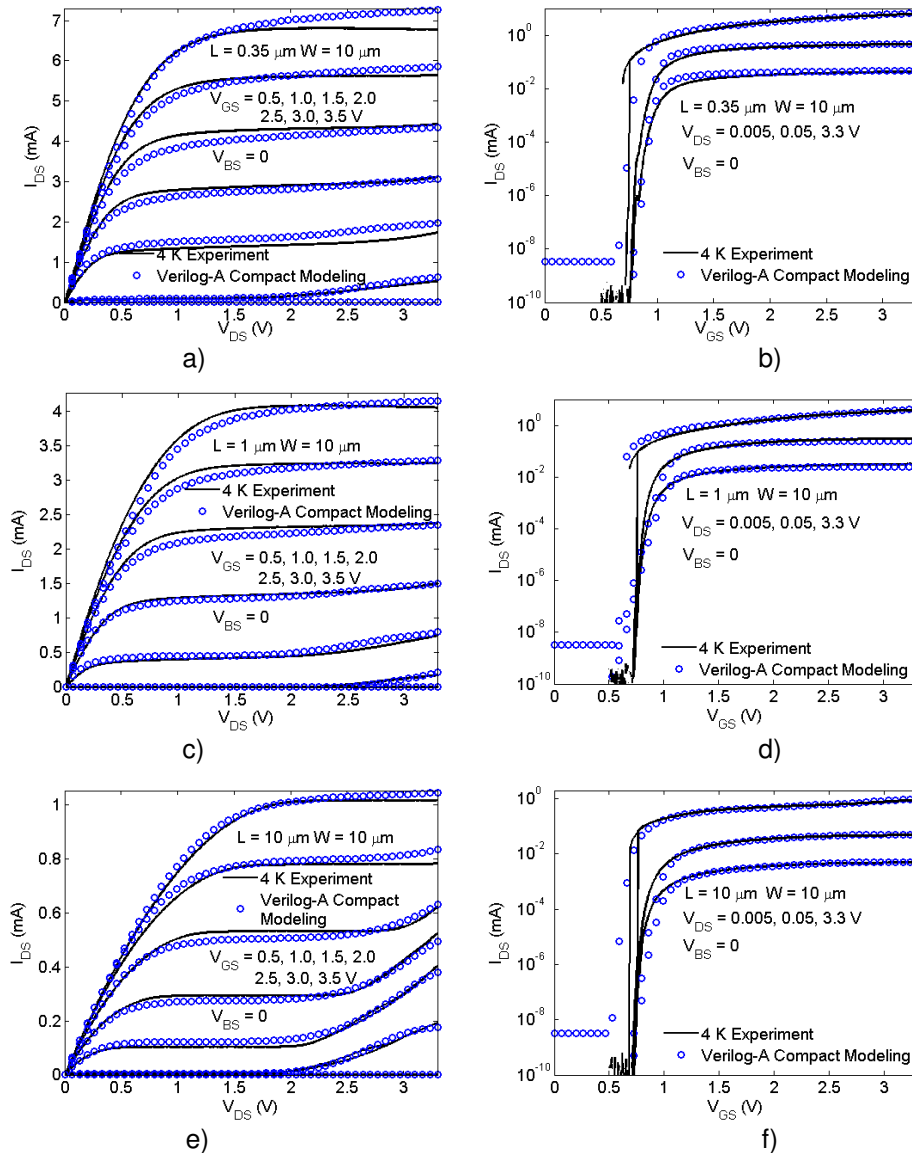 7
6
5
4
3
2
1
0
I_DS (mA)
L = 0.35 μm W = 10 μm
V_GS = 0.5, 1.0, 1.5, 2.0
2.5, 3.0, 3.5 V
V_BS = 0
4 K Experiment
Verilog-A Compact Modeling
0 0.5 1 1.5 2 2.5 3
V_DS (V)
a)
10^0
10^-2
10^-4
10^-6
10^-8
10^-10
I_DS (mA)
L = 0.35 μm W = 10 μm
V_DS = 0.005, 0.05, 3.3 V
V_BS = 0
4 K Experiment
Verilog-A Compact Modeling
0 0.5 1 1.5 2 2.5 3
V_GS (V)
b)
4
3.5
3
2.5
2
1.5
1
0.5
0
I_DS (mA)
L = 1 μm W = 10 μm
4 K Experiment
Verilog-A Compact Modeling
V_GS = 0.5, 1.0, 1.5, 2.0
2.5, 3.0, 3.5 V
V_BS = 0
0 0.5 1 1.5 2 2.5 3
V_DS (V)
c)
10^0
10^-2
10^-4
10^-6
10^-8
10^-10
I_DS (mA)
L = 1 μm W = 10 μm
V_DS = 0.005, 0.05, 3.3 V
V_BS = 0
4 K Experiment
Verilog-A Compact Modeling
0 0.5 1 1.5 2 2.5 3
V_GS (V)
d)
1
0.8
0.6
0.4
0.2
0
I_DS (mA)
L = 10 μm W = 10 μm
4 K Experiment
Verilog-A Compact
Modeling
V_GS = 0.5, 1.0, 1.5, 2.0
2.5, 3.0, 3.5 V
V_BS = 0
0 0.5 1 1.5 2 2.5 3
V_DS (V)
e)
10^0
10^-2
10^-4
10^-6
10^-8
10^-10
I_DS (mA)
L = 10 μm W = 10 μm
V_DS = 0.005, 0.05, 3.3 V
V_BS = 0
4 K Experiment
Verilog-A Compact Modeling
0 0.5 1 1.5 2 2.5 3
V_GS (V)
f)